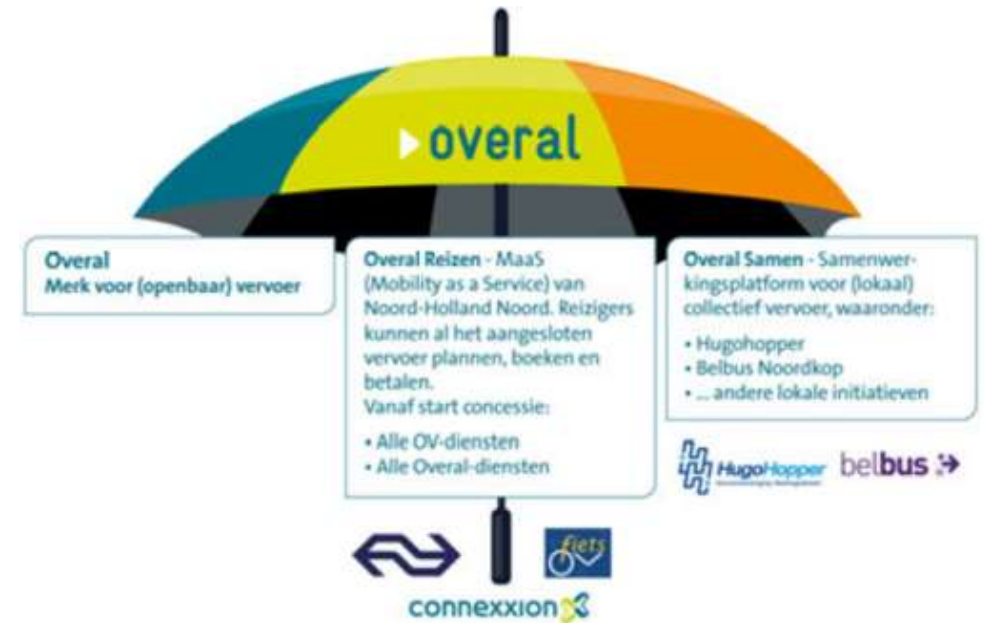 overal
Overal
Merk voor (openbaar) vervoer
Overal Reizen - MaaS
(Mobility as a Service) van
Noord-Holland Noord. Reizigers
kunnen al het aangesloten
vervoer plannen, boeken en
betalen.
Vanaf start concessie:
• Alle OV-diensten
• Alle Overal-diensten
Overal Samen - Samenwer-
kingsplatform voor (lokaal)
collectief vervoer, waaronder:
• Hugohopper
• Belbus Noordkop
• ... andere lokale initiatieven
HugoHopper
belbus
fiets
connexxion